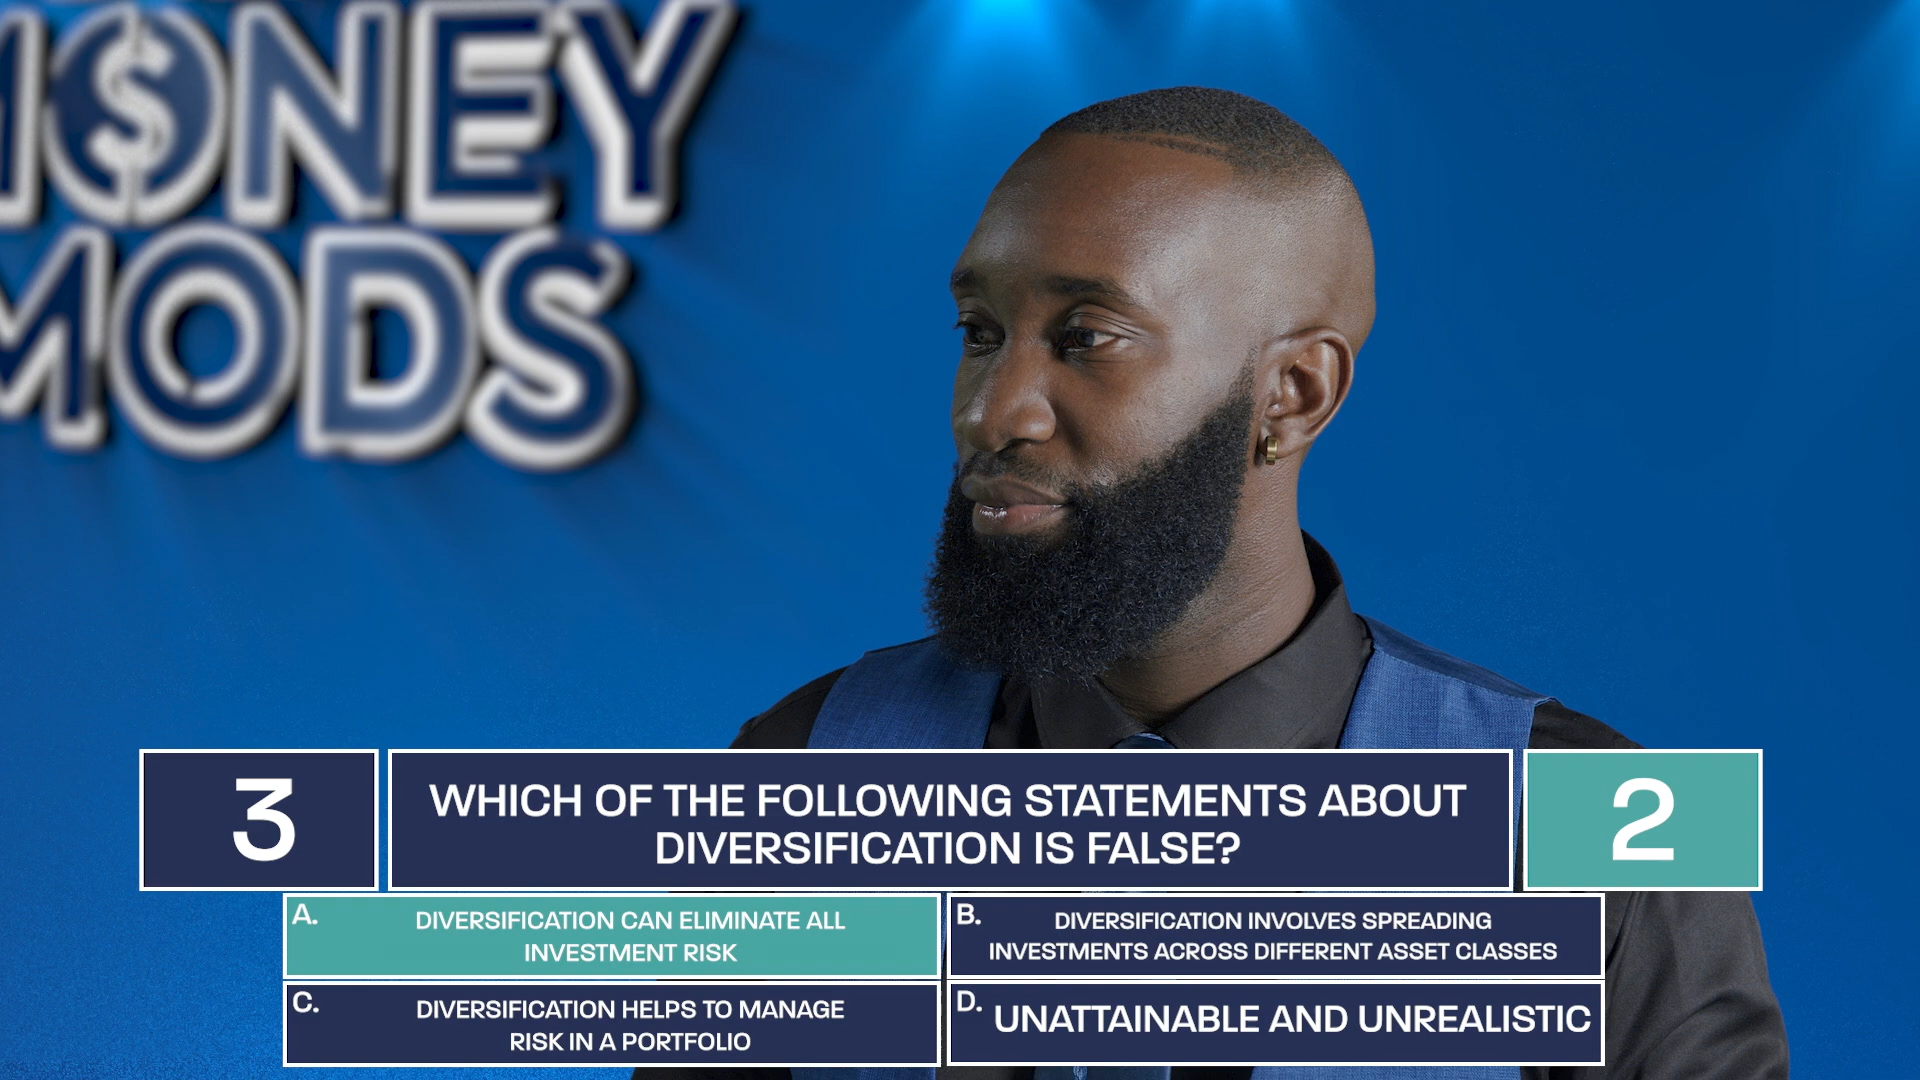 MONEY
MODS
3
WHICH OF THE FOLLOWING STATEMENTS ABOUT
DIVERSIFICATION IS FALSE?
2
A.
DIVERSIFICATION CAN ELIMINATE ALL
INVESTMENT RISK
B.
DIVERSIFICATION INVOLVES SPREADING
INVESTMENTS ACROSS DIFFERENT ASSET CLASSES
C.
DIVERSIFICATION HELPS TO MANAGE
RISK IN A PORTFOLIO
D.
UNATTAINABLE AND UNREALISTIC